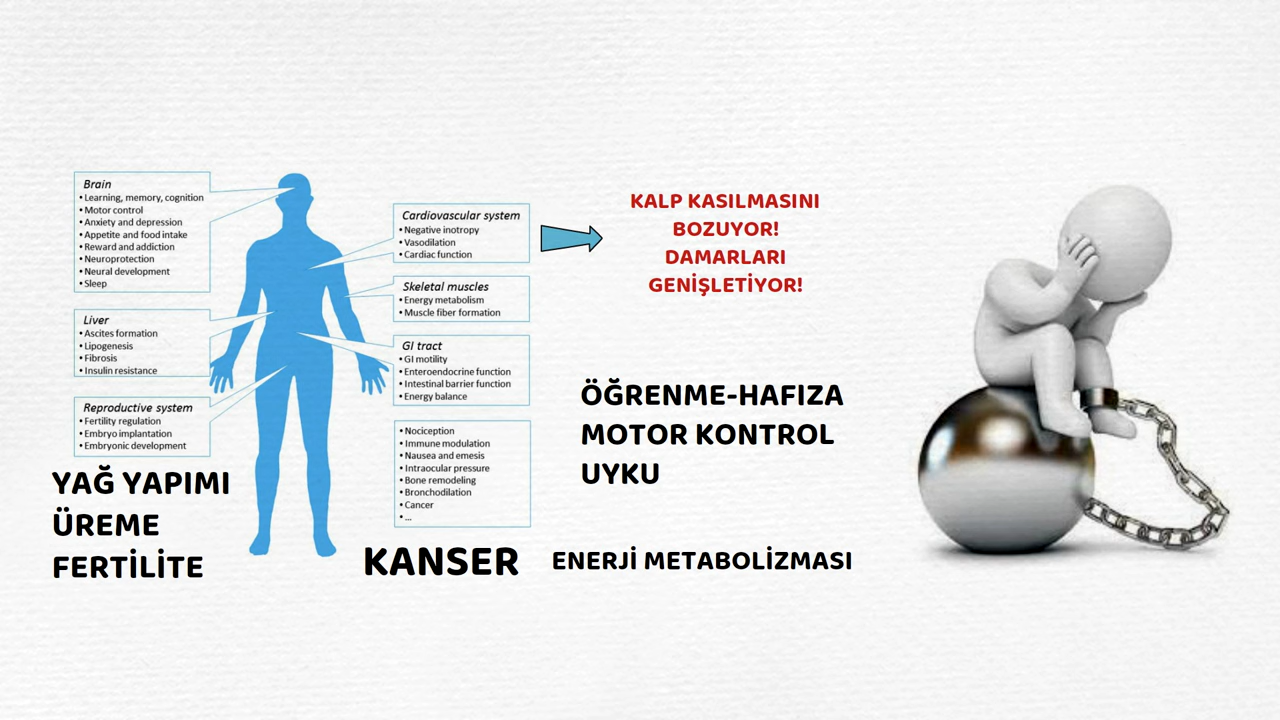 Brain
• Learning, memory, cognition
• Motor control
• Anxiety and depression
• Appetite and food intake
• Reward and addiction
• Neuroprotection
• Neural development
• Sleep
Liver
• Ascites formation
• Lipogenesis
• Fibrosis
• Insulin resistance
Reproductive system
• Fertility regulation
• Embryo implantation
• Embryonic development
YAĞ YAPIMI
ÜREME
FERTİLİTE
Cardiovascular system
• Negative inotropy
• Vasodilation
• Cardiac function
Skeletal muscles
• Energy metabolism
• Muscle fiber formation
GI tract
• GI motility
• Enteroendocrine function
• Intestinal barrier function
• Energy balance
• Nociception
• Immune modulation
• Nausea and emesis
• Intraocular pressure
• Bone remodeling
• Bronchodilation
• Cancer
• ...
KANSER
KALP KASILMASINI
BOZUYOR!
DAMARLARI
GENİŞLETİYOR!
ÖĞRENME-HAFIZA
MOTOR KONTROL
UYKU
ENERJİ METABOLİZMASI